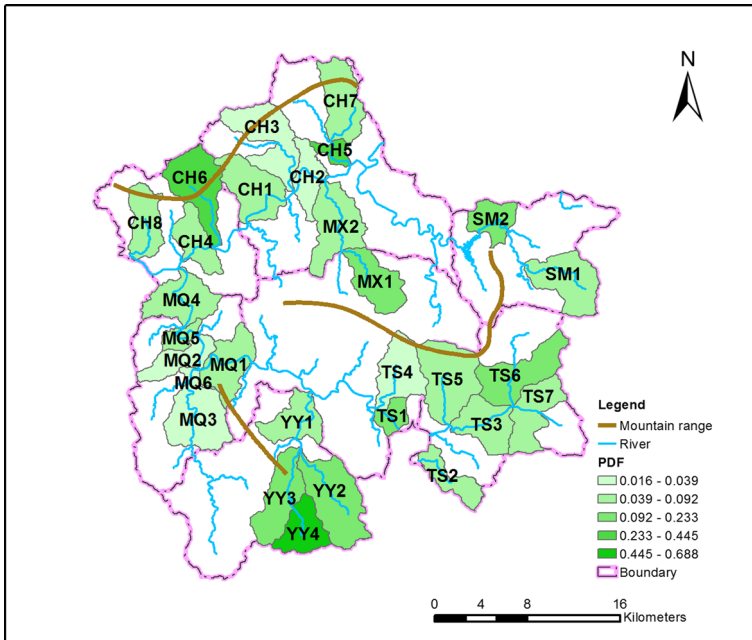 N
CH7
CH3
CH5
CH6
CH2
CH1
CH8
SM2
CH4
MX2
SM1
MX1
MQ4
MQ5
MQ2
MQ1
TS4
TS5
TS6
MQ6
TS7
MQ3
TS1
TS3
YY1
TS2
YY3
YY2
YY4
Legend
Mountain range
River
PDF
0.016 - 0.039
0.039 - 0.092
0.092 - 0.233
0.233 - 0.445
0.445 - 0.688
Boundary
0 4 8 16
Kilometers